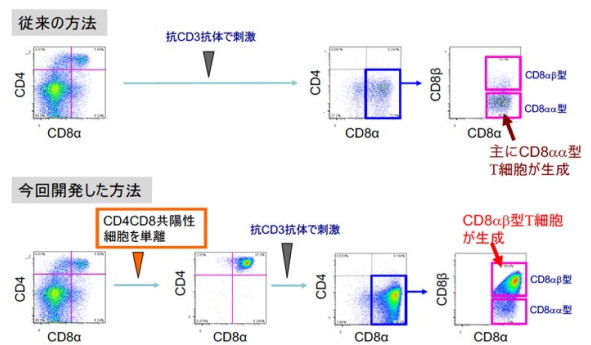 従来の方法
抗CD3抗体で刺激
CD4
CD8α
CD4
CD8α
CD8β
CD8α
CD8αβ型
CD8αα型
主にCD8αα型
T細胞が生成
今回開発した方法
CD4CD8共陽性
細胞を単離
抗CD3抗体で刺激
CD8αβ型T細胞
が生成
CD4
CD8α
CD4
CD8α
CD4
CD8α
CD8β
CD8α
CD8αβ型
CD8αα型